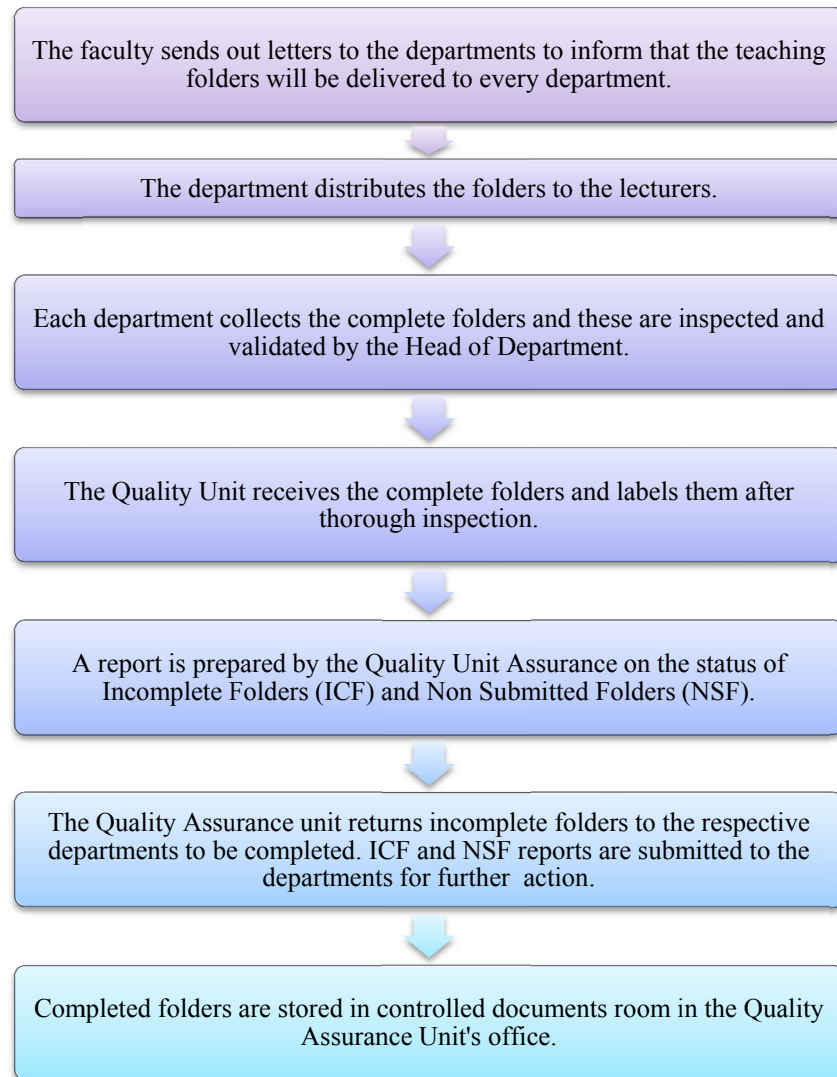 The faculty sends out letters to the departments to inform that the teaching
folders will be delivered to every department.
The department distributes the folders to the lecturers.
Each department collects the complete folders and these are inspected and
validated by the Head of Department.
The Quality Unit receives the complete folders and labels them after
thorough inspection.
A report is prepared by the Quality Unit Assurance on the status of
Incomplete Folders (ICF) and Non Submitted Folders (NSF).
The Quality Assurance unit returns incomplete folders to the respective
departments to be completed. ICF and NSF reports are submitted to the
departments for further action.
Completed folders are stored in controlled documents room in the Quality
Assurance Unit's office.